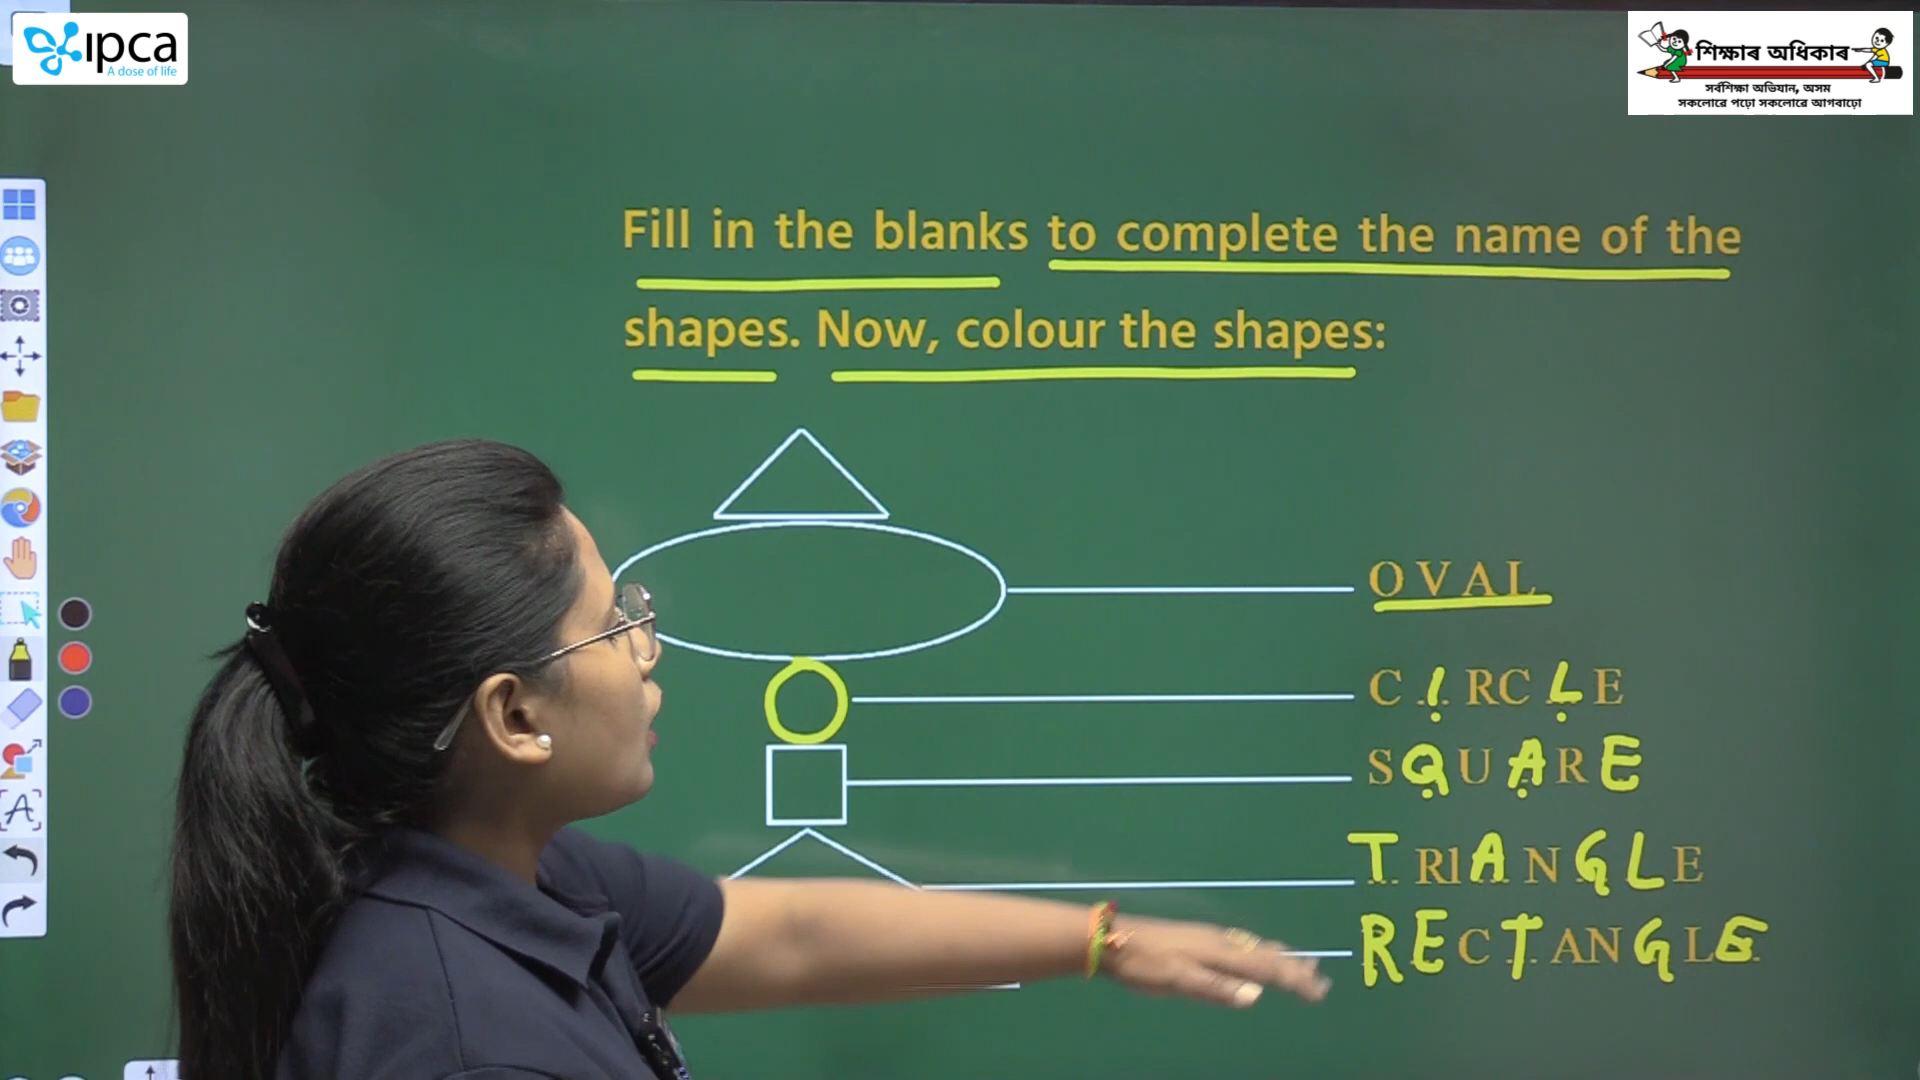 ipca
A dose of life
শিক্ষাৰ অধিকাৰ
সৰ্বশিক্ষা অভিযান, অসম
সকলোৱে পঢ়ো সকলোৱে আগবাঢ়ো
Fill in the blanks to complete the name of the
shapes. Now, colour the shapes:
OVAL
CIRCLE
SQUARE
TRIANGLE
RECTANGLE